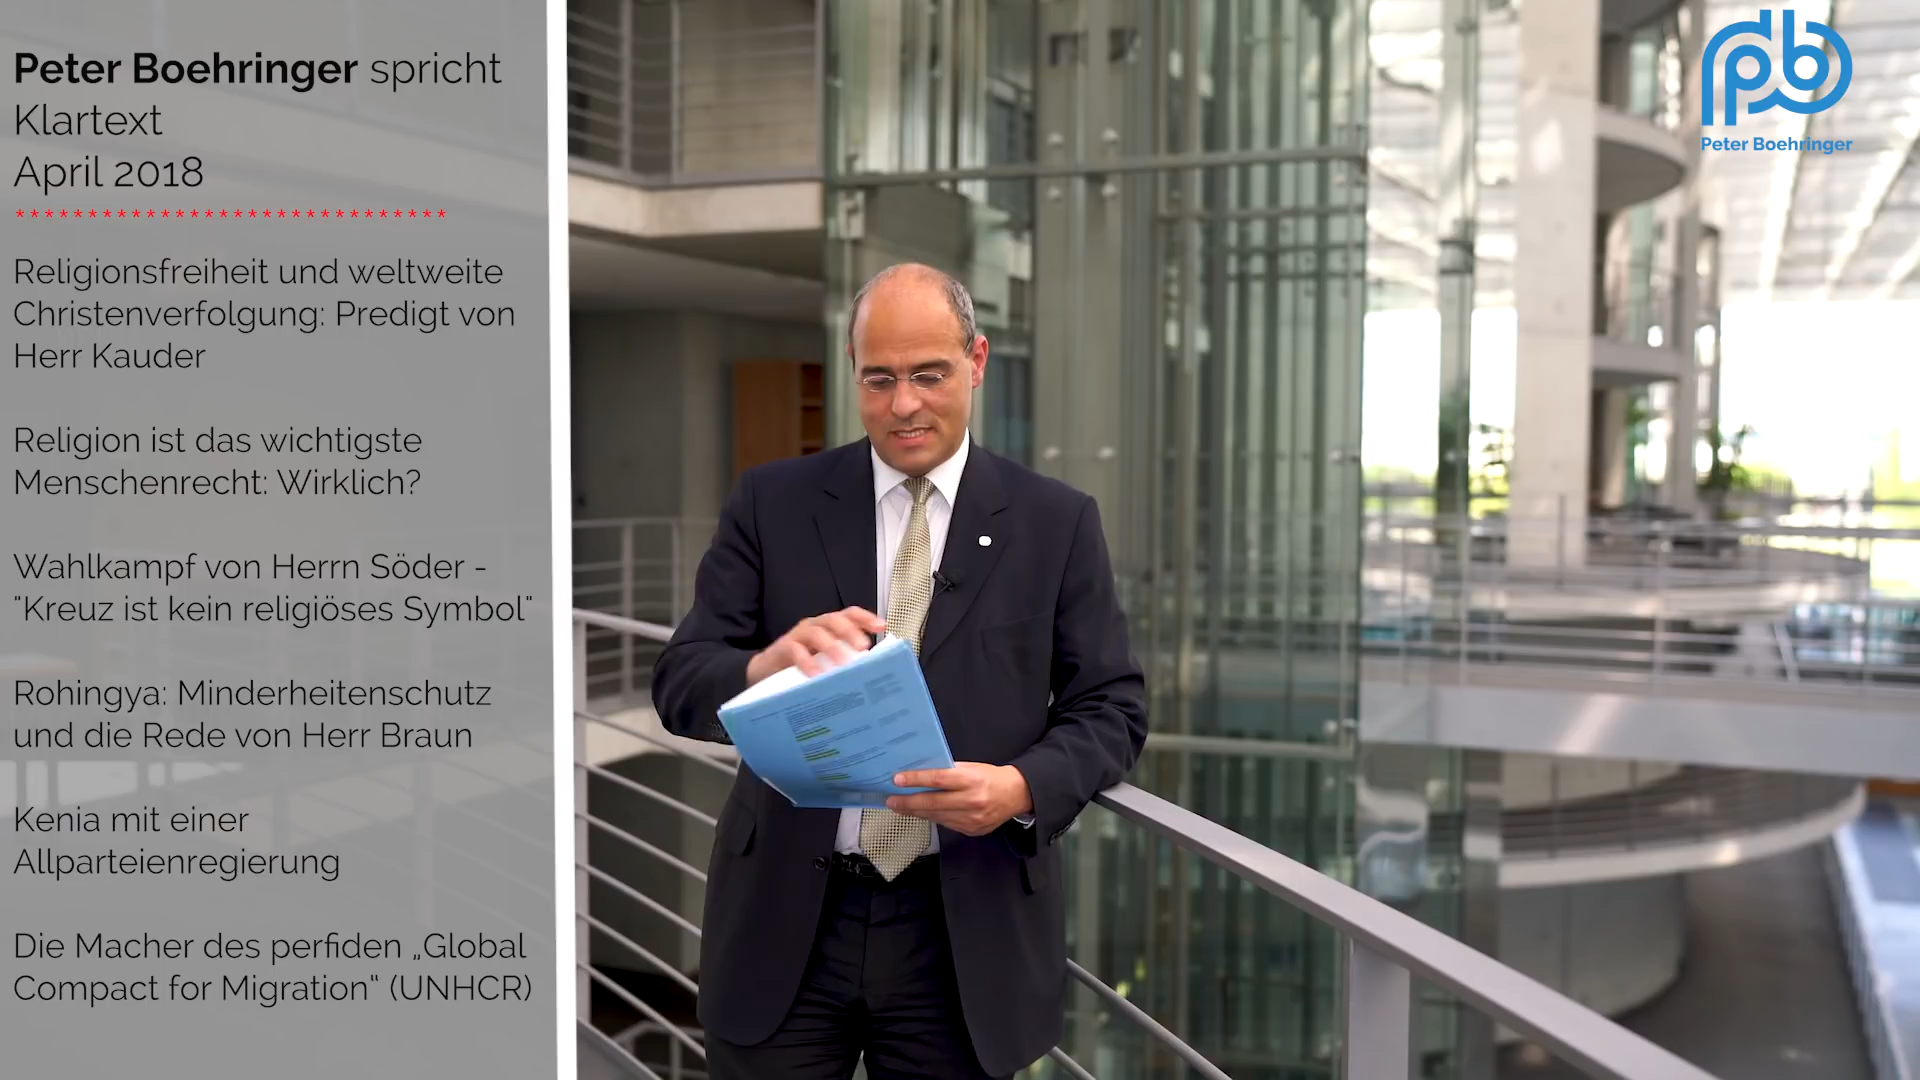 Peter Boehringer spricht
Klartext
April 2018
******************************
Religionsfreiheit und weltweite
Christenverfolgung: Predigt von
Herr Kauder
Religion ist das wichtigste
Menschenrecht: Wirklich?
Wahlkampf von Herrn Söder -
"Kreuz ist kein religiöses Symbol"
Rohingya: Minderheitenschutz
und die Rede von Herr Braun
Kenia mit einer
Allparteienregierung
Die Macher des perfiden „Global
Compact for Migration“ (UNHCR)
pb
Peter Boehringer